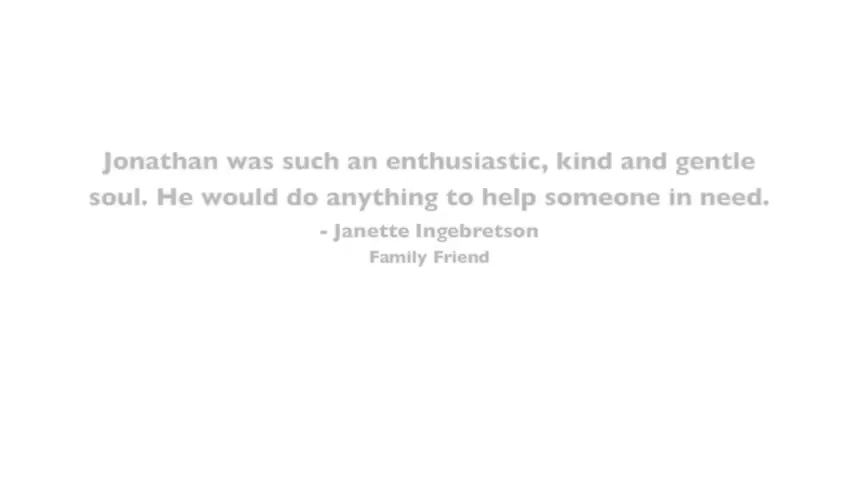 Jonathan was such an enthusiastic, kind and gentle
soul. He would do anything to help someone in need.
- Janette Ingebretson
Family Friend